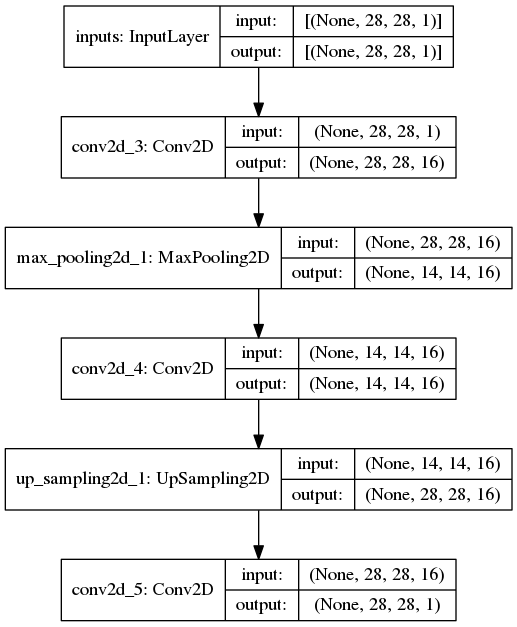 inputs: InputLayer
input: [(None, 28, 28, 1)]
output: [(None, 28, 28, 1)]
conv2d_3: Conv2D
input: (None, 28, 28, 1)
output: (None, 28, 28, 16)
max_pooling2d_1: MaxPooling2D
input: (None, 28, 28, 16)
output: (None, 14, 14, 16)
conv2d_4: Conv2D
input: (None, 14, 14, 16)
output: (None, 14, 14, 16)
up_sampling2d_1: UpSampling2D
input: (None, 14, 14, 16)
output: (None, 28, 28, 16)
conv2d_5: Conv2D
input: (None, 28, 28, 16)
output: (None, 28, 28, 1)